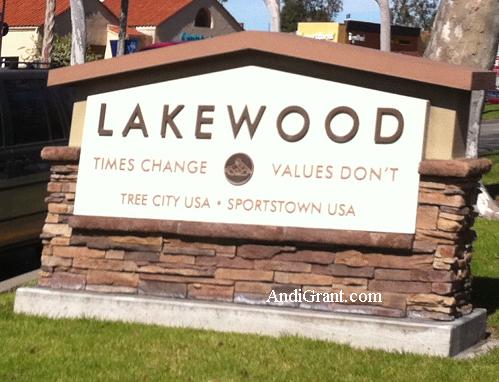 LAKEWOOD
TIMES CHANGE VALUES DON'T
TREE CITY USA • SPORTSTOWN USA
AndiGrant.com